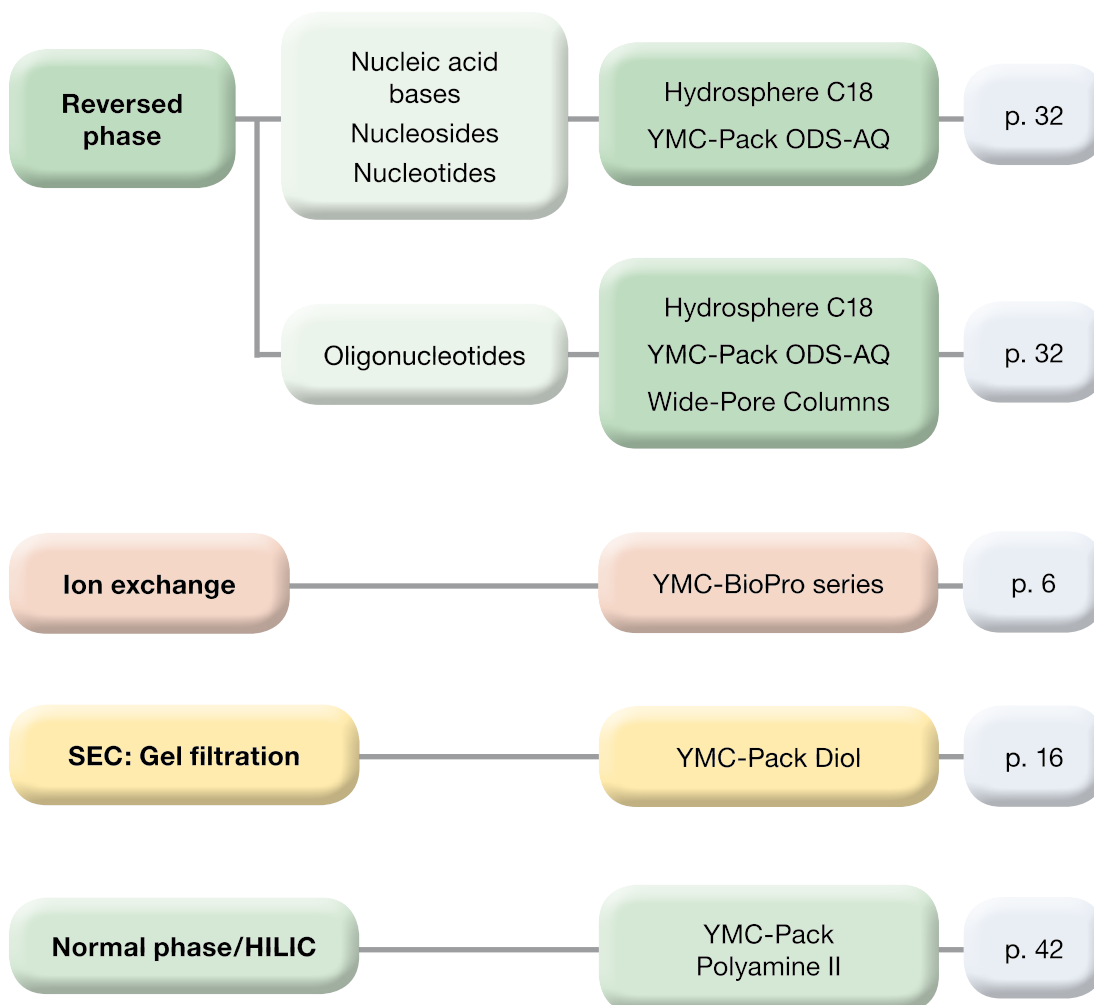 Reversed
phase
Nucleic acid
bases
Nucleosides
Nucleotides
Hydrosphere C18
YMC-Pack ODS-AQ
p. 32
Oligonucleotides
Hydrosphere C18
YMC-Pack ODS-AQ
Wide-Pore Columns
p. 32
Ion exchange
YMC-BioPro series
p. 6
SEC: Gel filtration
YMC-Pack Diol
p. 16
Normal phase/HILIC
YMC-Pack
Polyamine II
p. 42